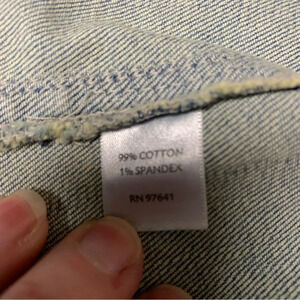 99% COTTON
1% SPANDEX
RN 97641